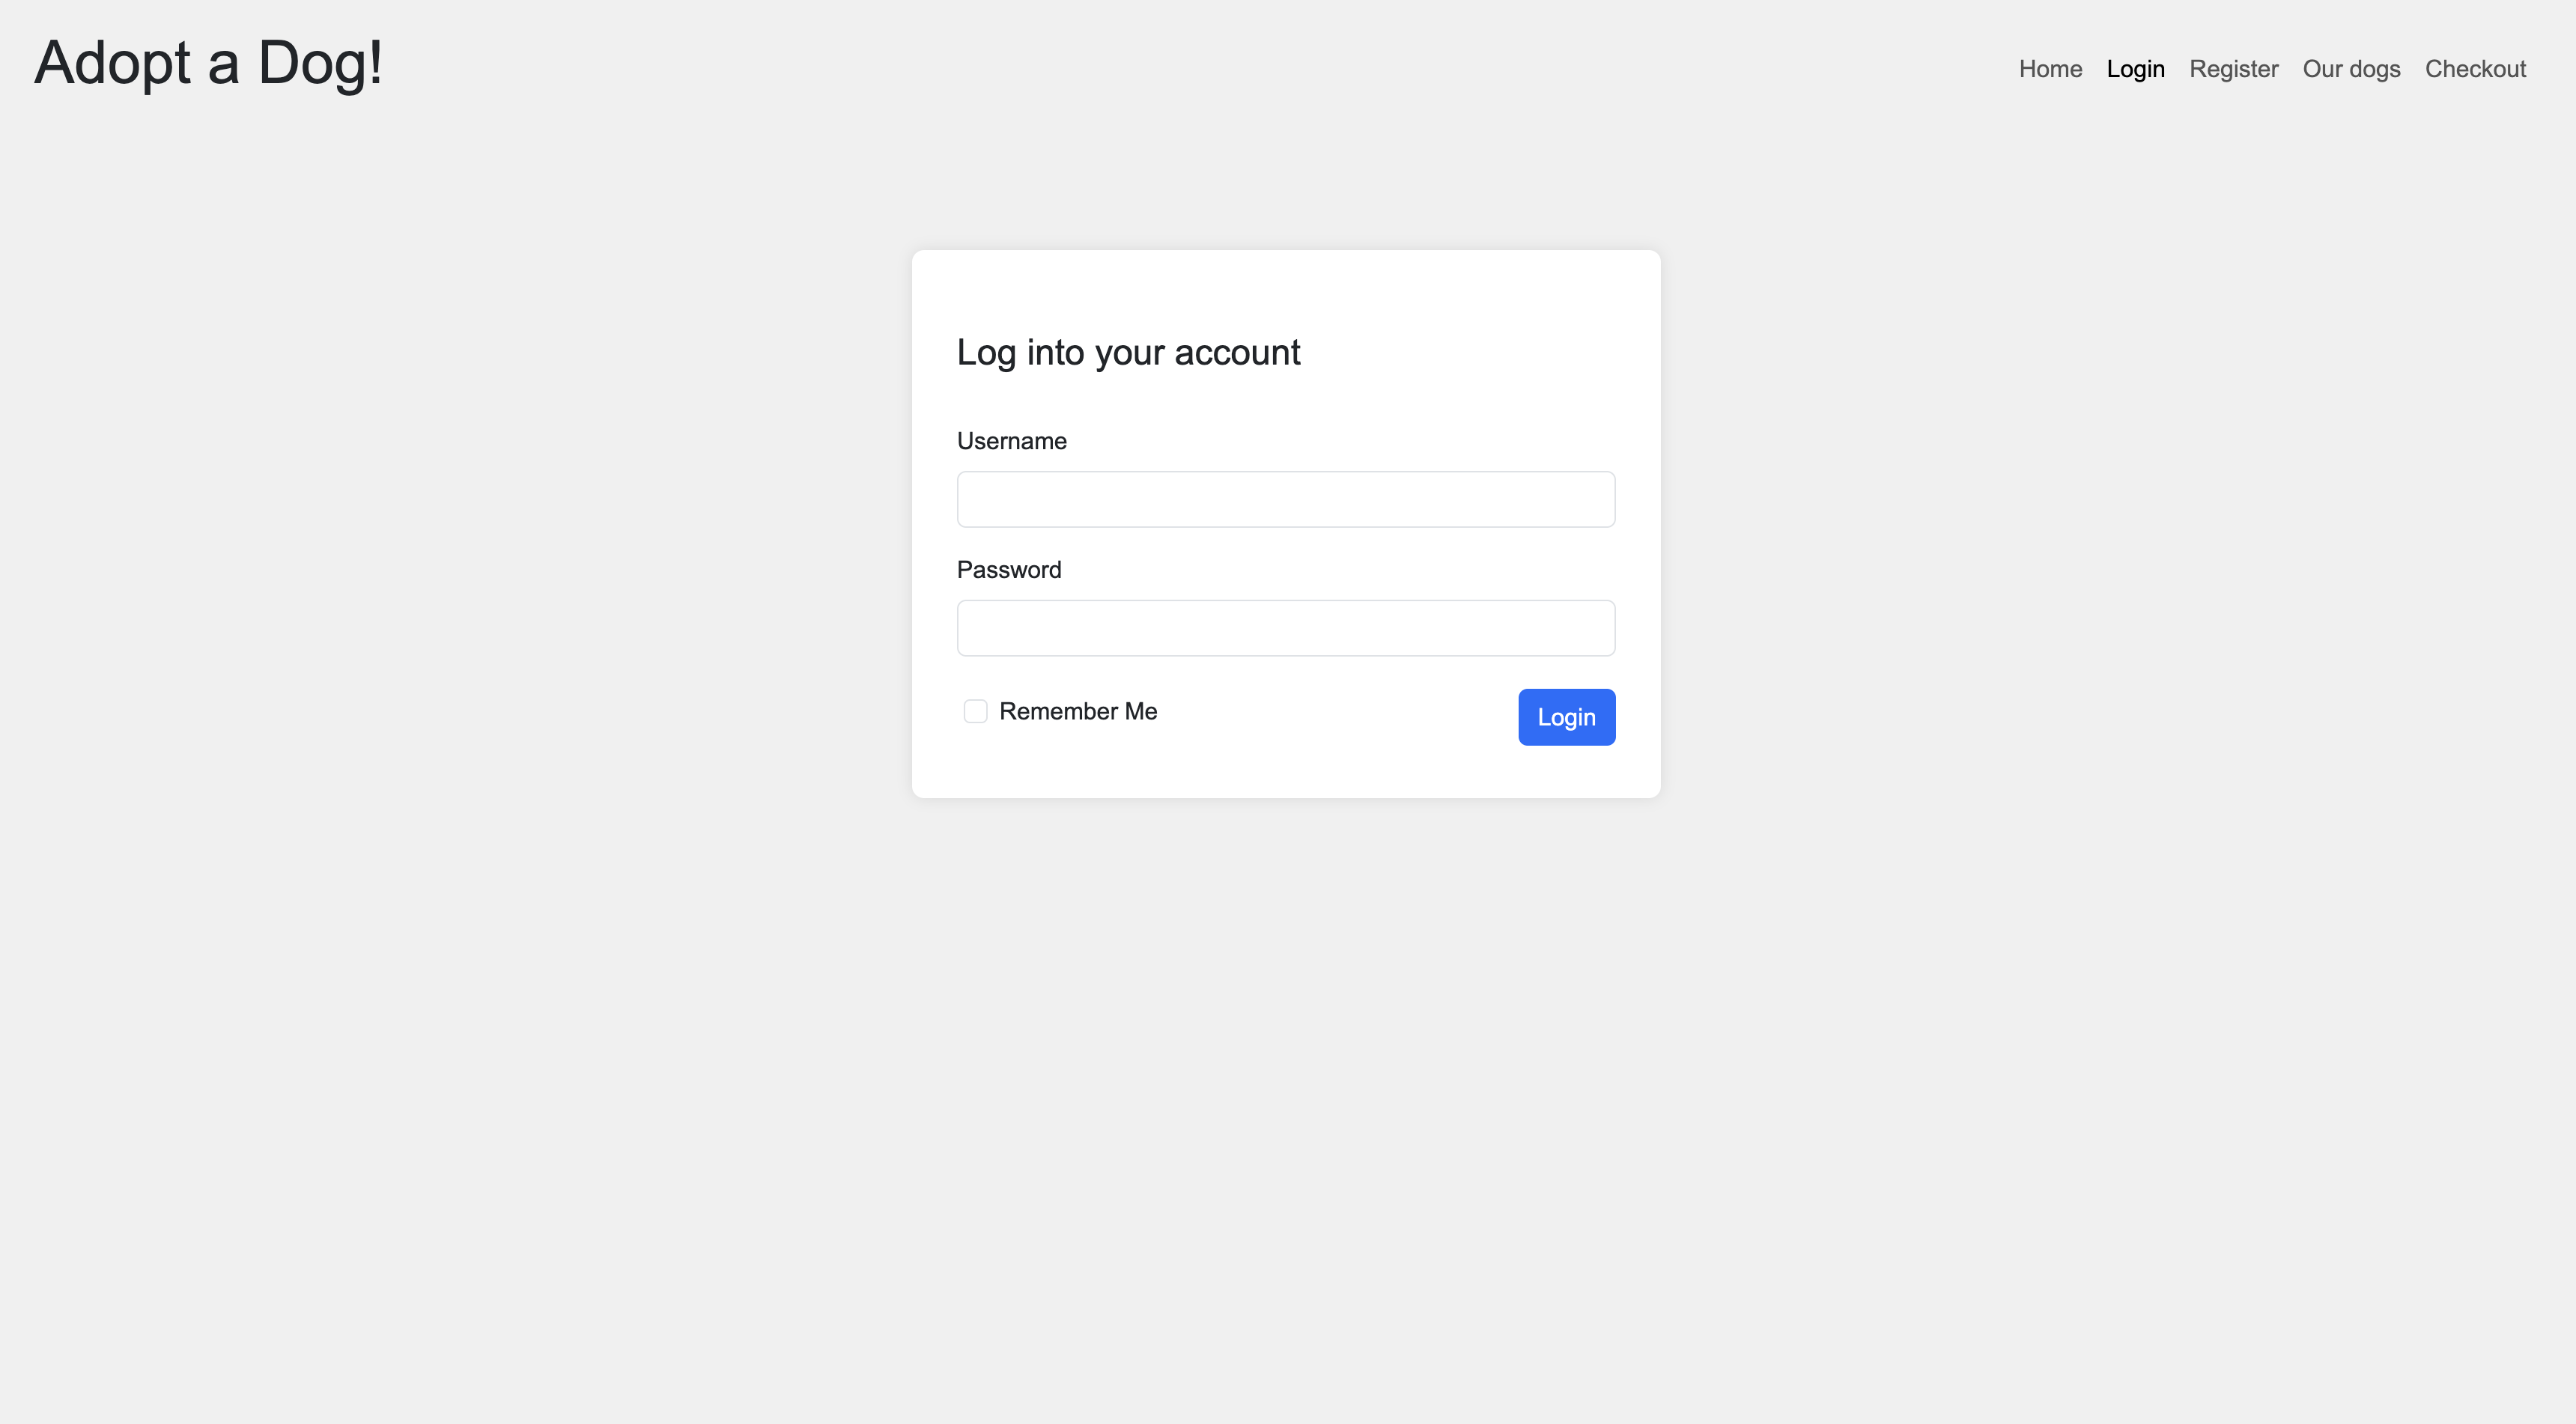 Adopt a Dog!
Home Login Register Our dogs Checkout
Log into your account
Username
Password
Remember Me
Login